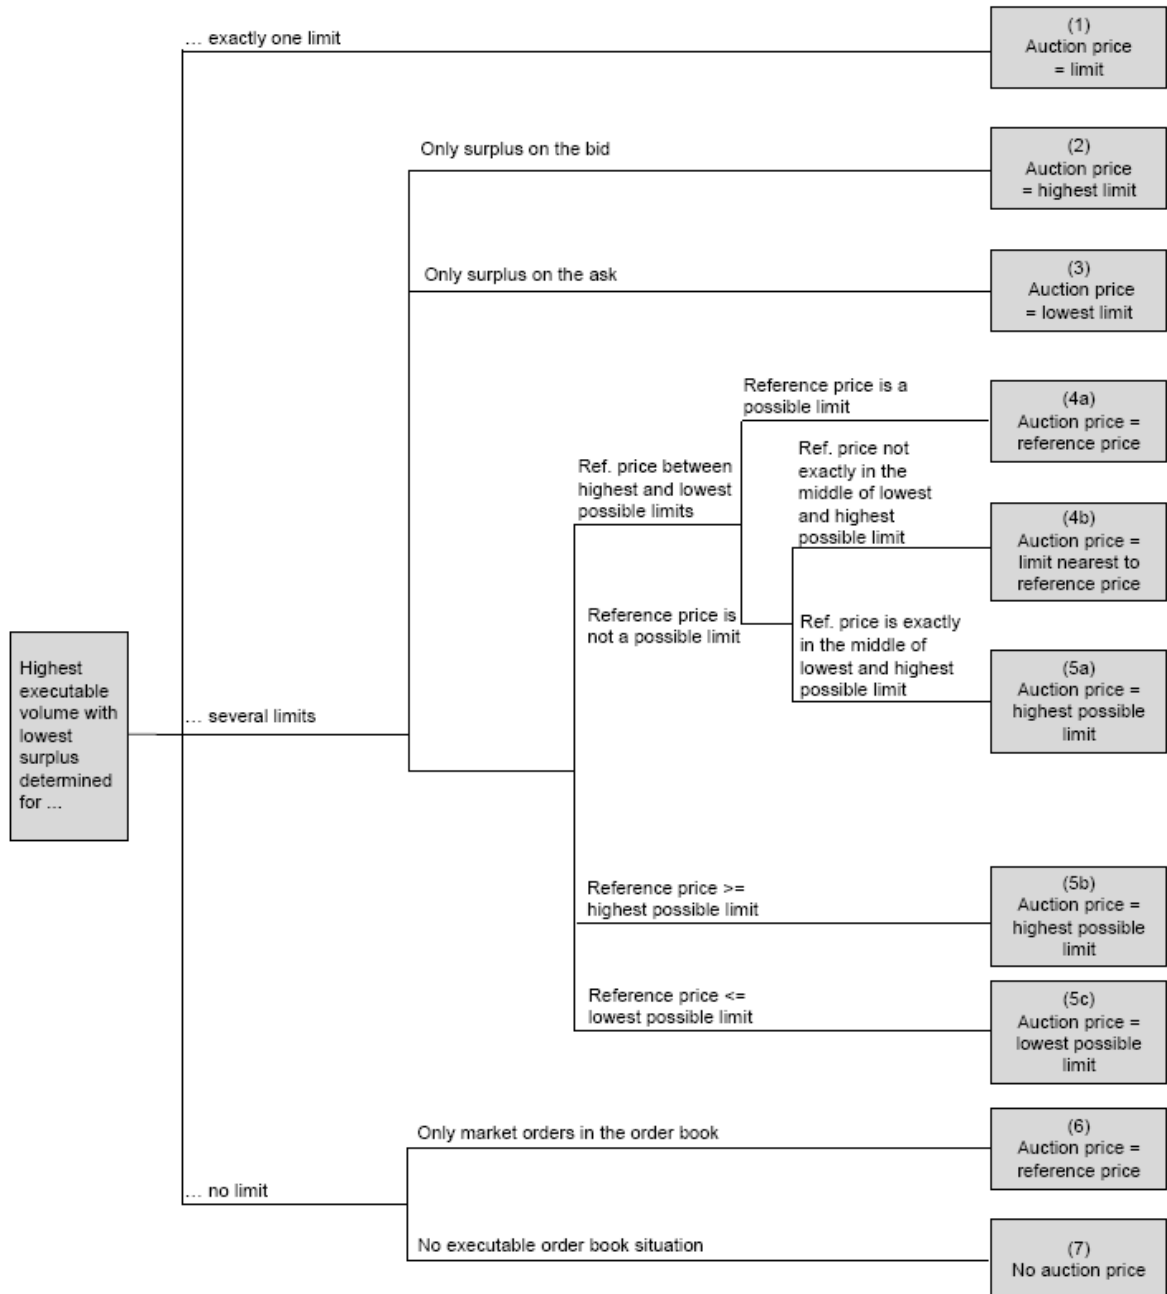 ... exactly one limit
(1)
Auction price
= limit
Only surplus on the bid
(2)
Auction price
= highest limit
Only surplus on the ask
(3)
Auction price
= lowest limit
Reference price is a
possible limit
(4a)
Auction price =
reference price
Ref. price between
highest and lowest
possible limits
Ref. price not
exactly in the
middle of lowest
and highest
possible limit
(4b)
Auction price =
limit nearest to
reference price
Reference price is
not a possible limit
Ref. price is exactly
in the middle of
lowest and highest
possible limit
(5a)
Auction price =
highest possible
limit
Highest
executable
volume with
lowest
surplus
determined
for ...
... several limits
Reference price >=
highest possible limit
(5b)
Auction price =
highest possible
limit
Reference price <=
lowest possible limit
(5c)
Auction price =
lowest possible
limit
Only market orders in the order book
(6)
Auction price =
reference price
... no limit
No executable order book situation
(7)
No auction price